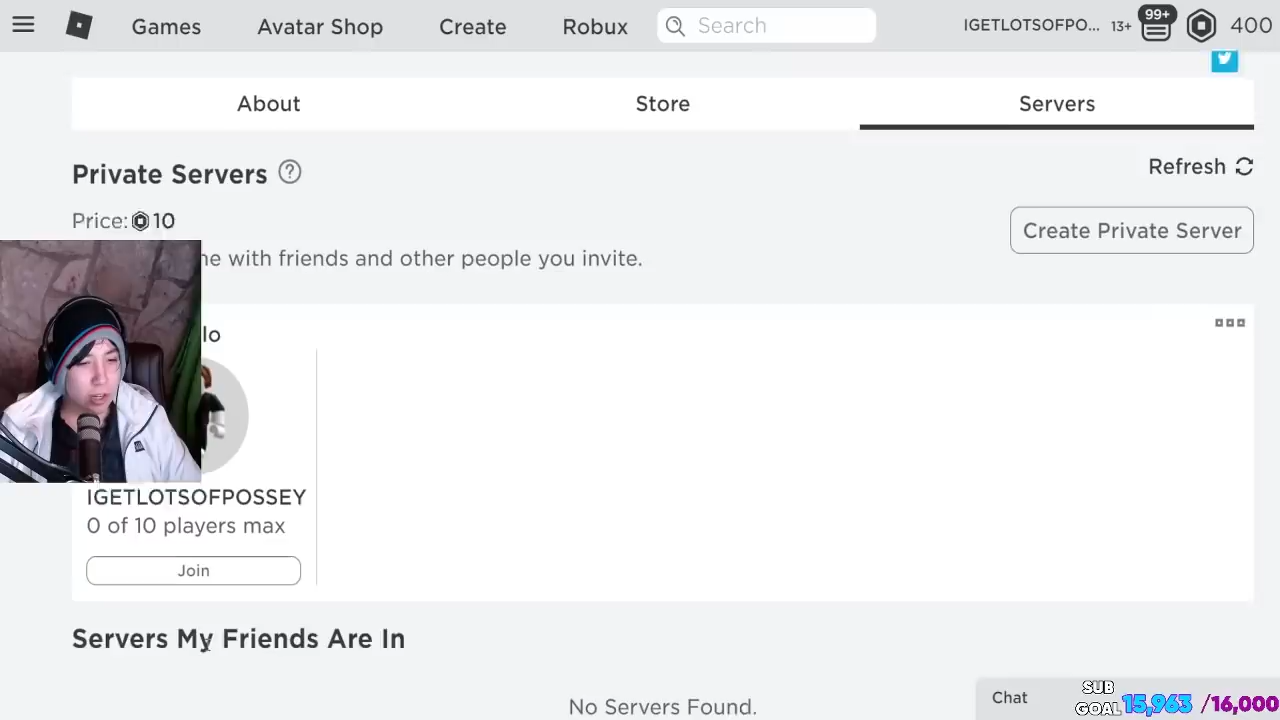 Games
Avatar Shop
Create
Robux
Search
IGETLOTSOFPO... 13+
99+
400
About
Store
Servers
Private Servers ?
Refresh
Price: 10
Create Private Server
with friends and other people you invite.
IGETLOTSOFPOSSEY
0 of 10 players max
Join
Servers My Friends Are In
No Servers Found.
Chat
SUB
GOAL 15,963 /16,000